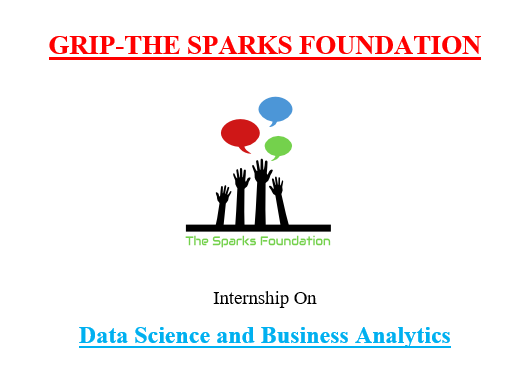 GRIP-THE SPARKS FOUNDATION
The Sparks Foundation
Internship On
Data Science and Business Analytics